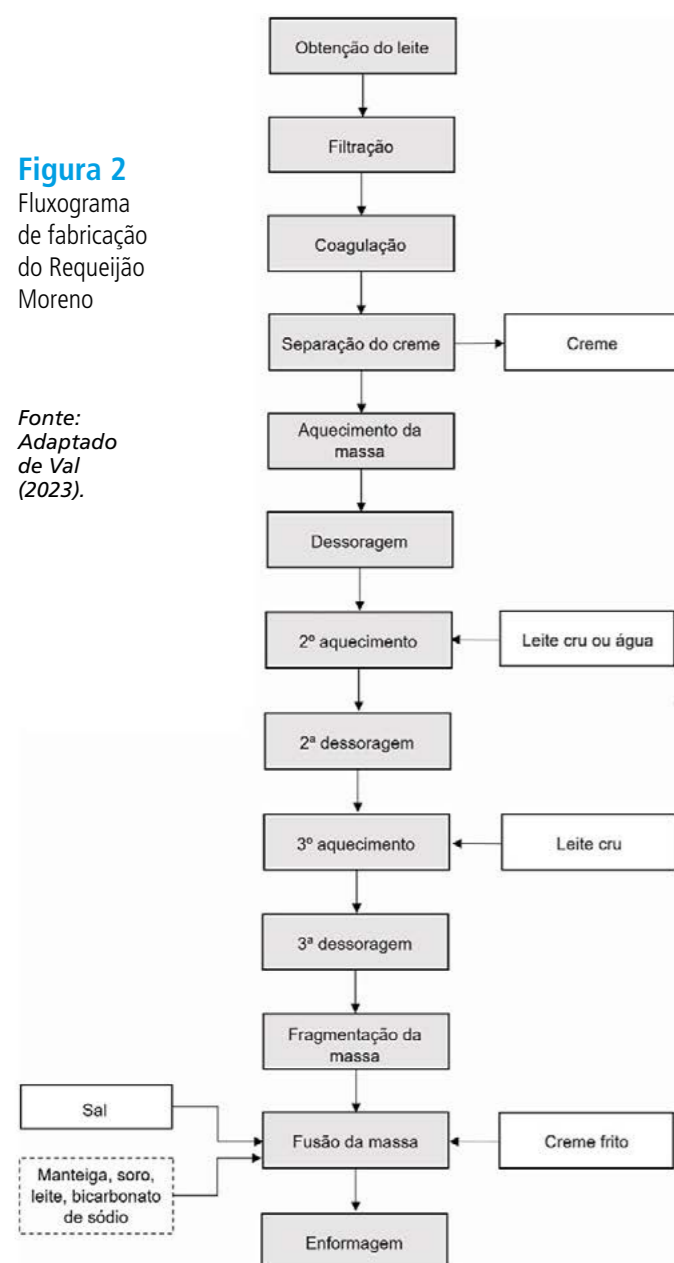 Obtenção do leite
Filtração
Figura 2
Fluxograma
de fabricação
do Requeijão
Moreno
Coagulação
Separação do creme
Creme
Fonte:
Adaptado
de Val
(2023).
Aquecimento da
massa
Dessoragem
2º aquecimento
Leite cru ou água
2ª dessoragem
3º aquecimento
Leite cru
3ª dessoragem
Fragmentação da
massa
Sal
Fusão da massa
Creme frito
Manteiga, soro,
leite, bicarbonato
de sódio
Enformagem